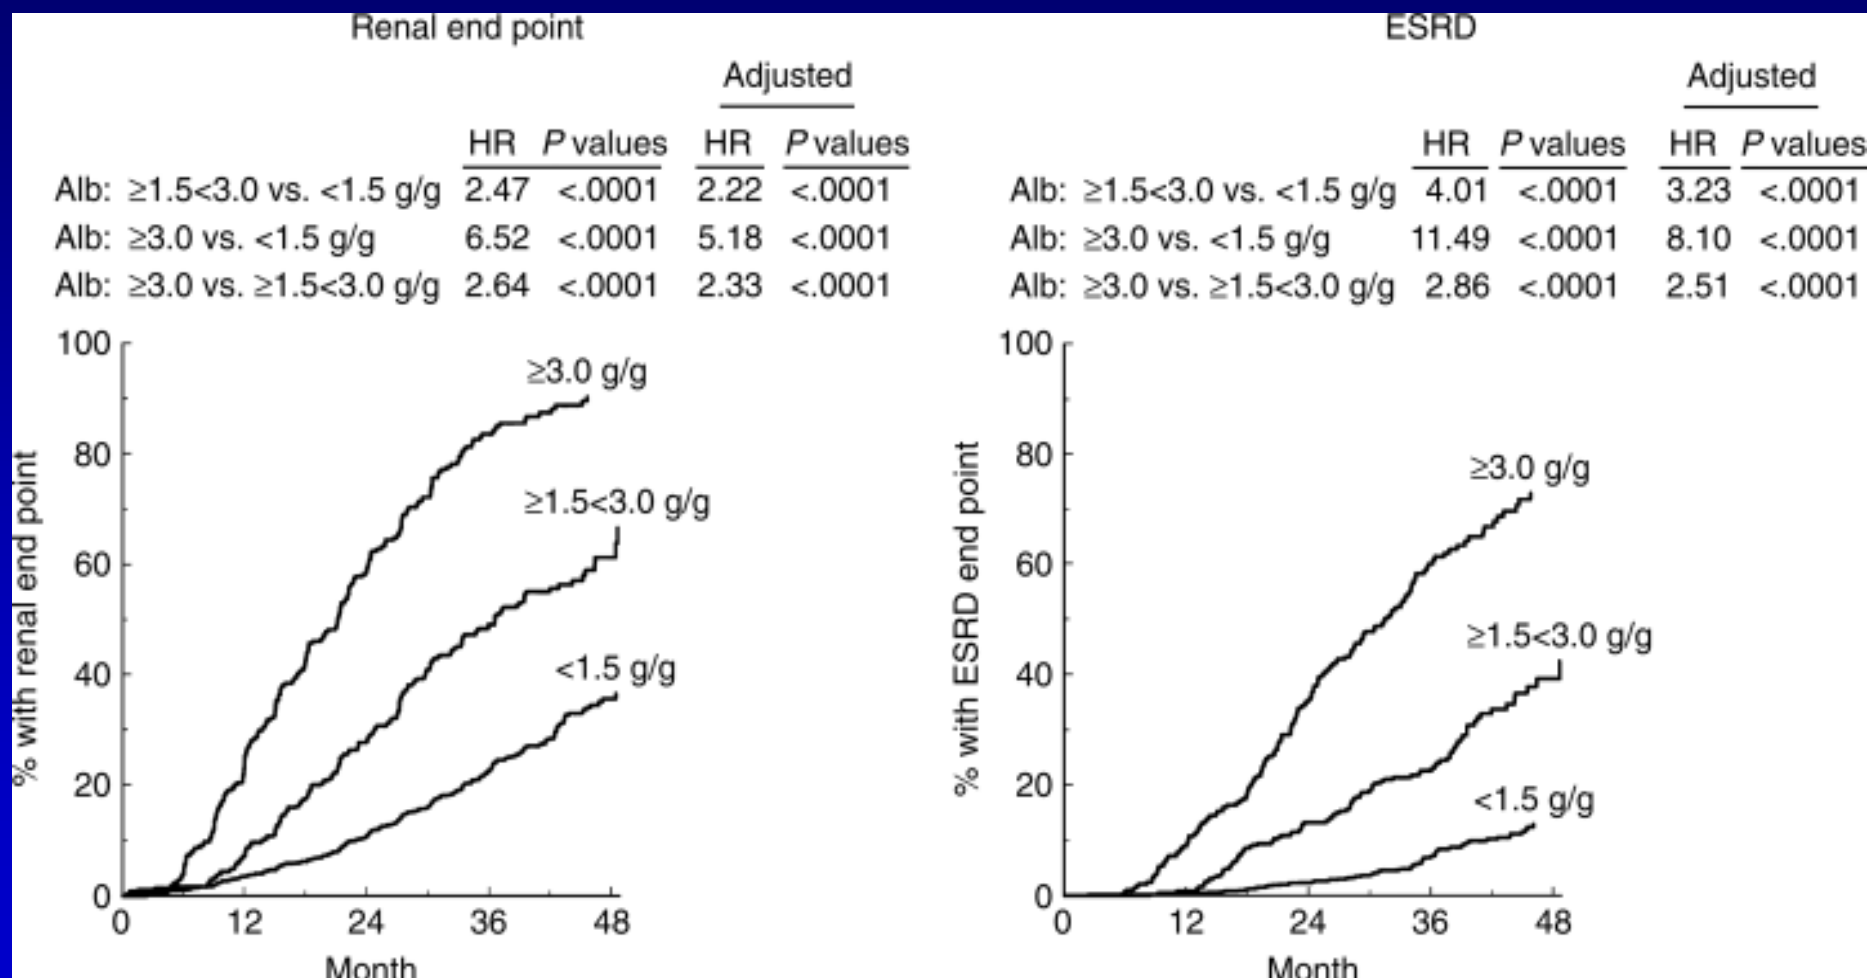 Renal end point
Adjusted
HR P values HR P values
Alb: ≥1.5<3.0 vs. <1.5 g/g 2.47 <.0001 2.22 <.0001
Alb: ≥3.0 vs. <1.5 g/g 6.52 <.0001 5.18 <.0001
Alb: ≥3.0 vs. ≥1.5<3.0 g/g 2.64 <.0001 2.33 <.0001
100
80
60
40
20
0
% with renal end point
≥3.0 g/g
≥1.5<3.0 g/g
<1.5 g/g
0 12 24 36 48
Month
ESRD
Adjusted
HR P values HR P values
Alb: ≥1.5<3.0 vs. <1.5 g/g 4.01 <.0001 3.23 <.0001
Alb: ≥3.0 vs. <1.5 g/g 11.49 <.0001 8.10 <.0001
Alb: ≥3.0 vs. ≥1.5<3.0 g/g 2.86 <.0001 2.51 <.0001
100
80
60
40
20
0
% with ESRD end point
≥3.0 g/g
≥1.5<3.0 g/g
<1.5 g/g
0 12 24 36 48
Month